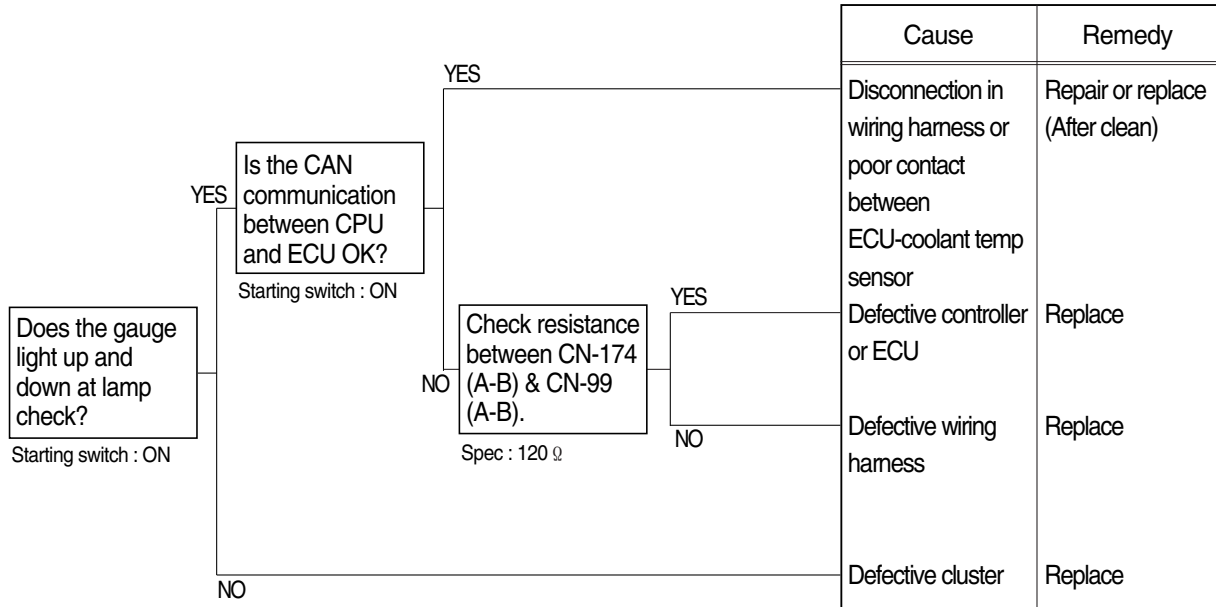 Cause
Remedy
YES
Disconnection in
wiring harness or
poor contact
between
ECU-coolant temp
sensor
Repair or replace
(After clean)
YES
Is the CAN
communication
between CPU
and ECU OK?
Starting switch : ON
Does the gauge
light up and
down at lamp
check?
Starting switch : ON
NO
Check resistance
between CN-174
(A-B) & CN-99
(A-B).
Spec : 120 Ω
YES
Defective controller
or ECU
Replace
NO
Defective wiring
harness
Replace
NO
Defective cluster
Replace